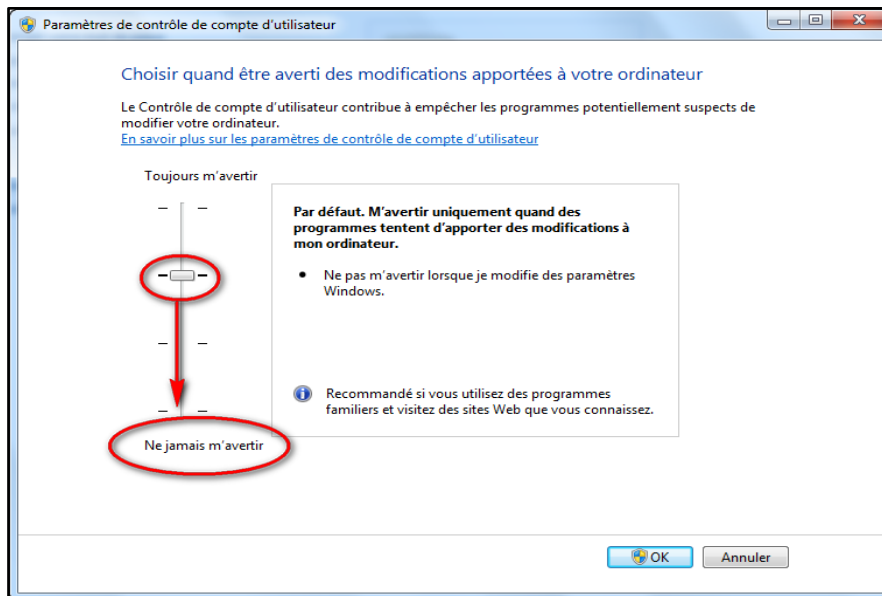 Paramètres de contrôle de compte d'utilisateur
Choisir quand être averti des modifications apportées à votre ordinateur
Le Contrôle de compte d'utilisateur contribue à empêcher les programmes potentiellement suspects de
modifier votre ordinateur.
En savoir plus sur les paramètres de contrôle de compte d'utilisateur
Toujours m'avertir
Par défaut. M'avertir uniquement quand des
programmes tentent d'apporter des modifications à
mon ordinateur.
• Ne pas m'avertir lorsque je modifie des paramètres
Windows.
Recommandé si vous utilisez des programmes
familiers et visitez des sites Web que vous connaissez.
Ne jamais m'avertir
OK Annuler